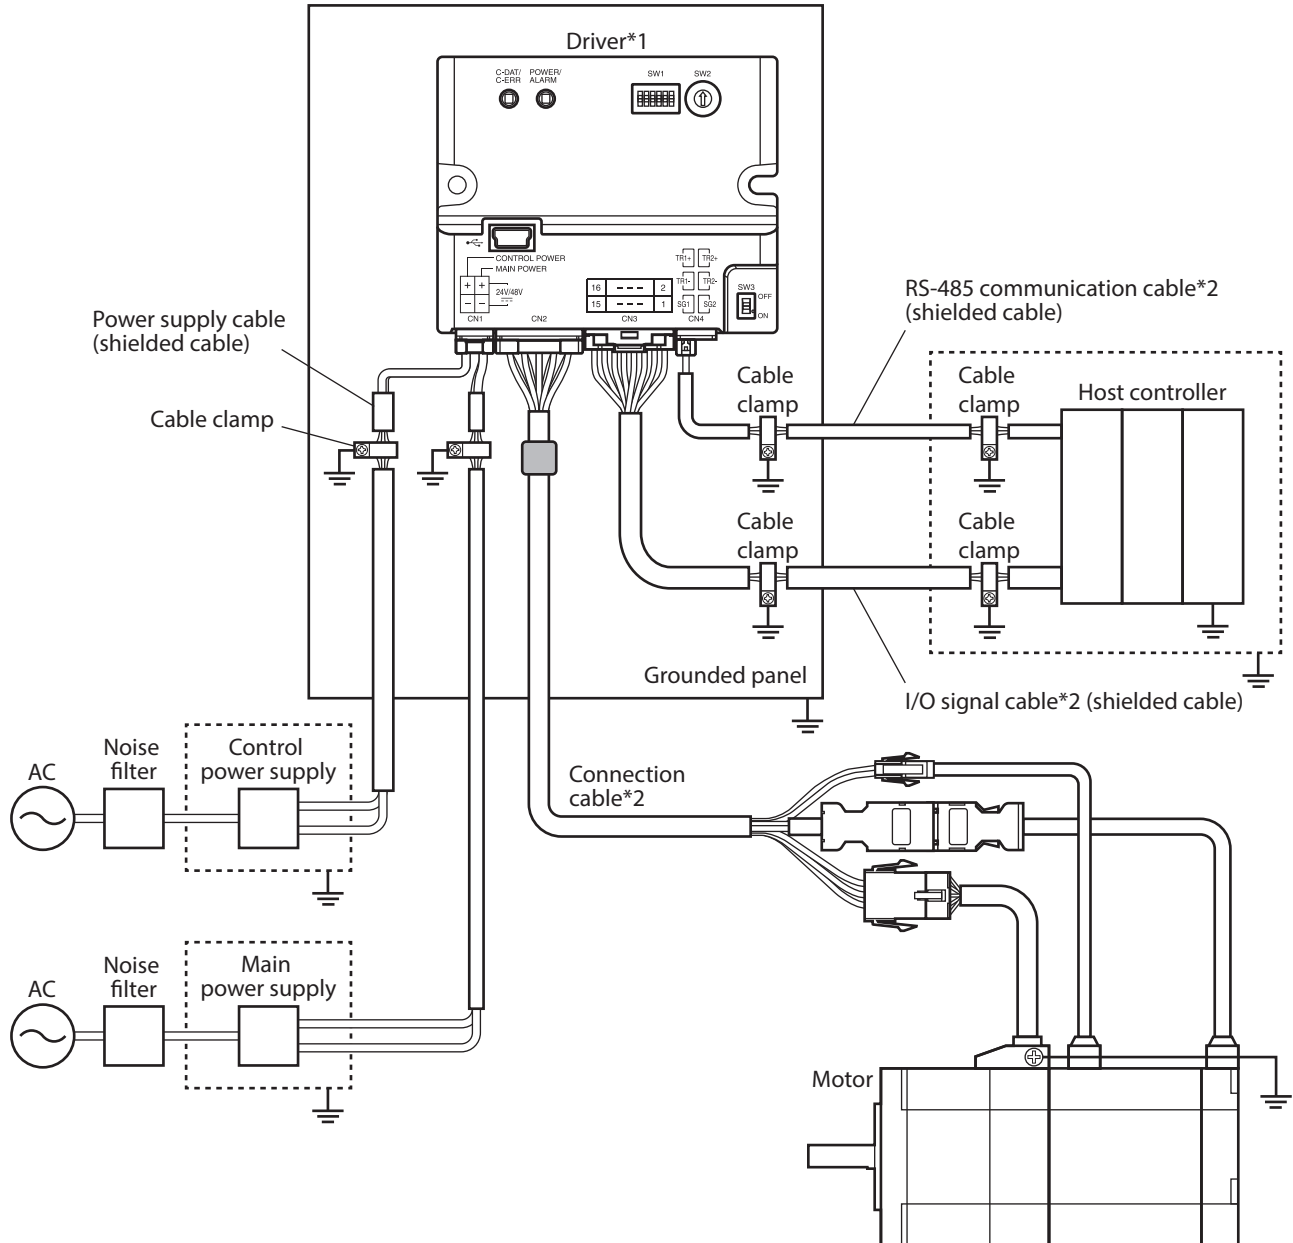 Driver*1
C-DAT/
C-ERR
POWER/
ALARM
SW1
SW2
CONTROL POWER
MAIN POWER
+ +
24V/48V
- -
CN1
CN2
16 - - - 2
15 - - - 1
CN3
TR1+ TR2+
TR1- TR2-
SG1 SG2
CN4
SW3
OFF
ON
Power supply cable
(shielded cable)
Cable clamp
RS-485 communication cable*2
(shielded cable)
Cable
clamp
Cable
clamp
Host controller
Cable
clamp
Cable
clamp
Grounded panel
I/O signal cable*2 (shielded cable)
AC
Noise
filter
Control
power supply
Connection
cable*2
AC
Noise
filter
Main
power supply
Motor